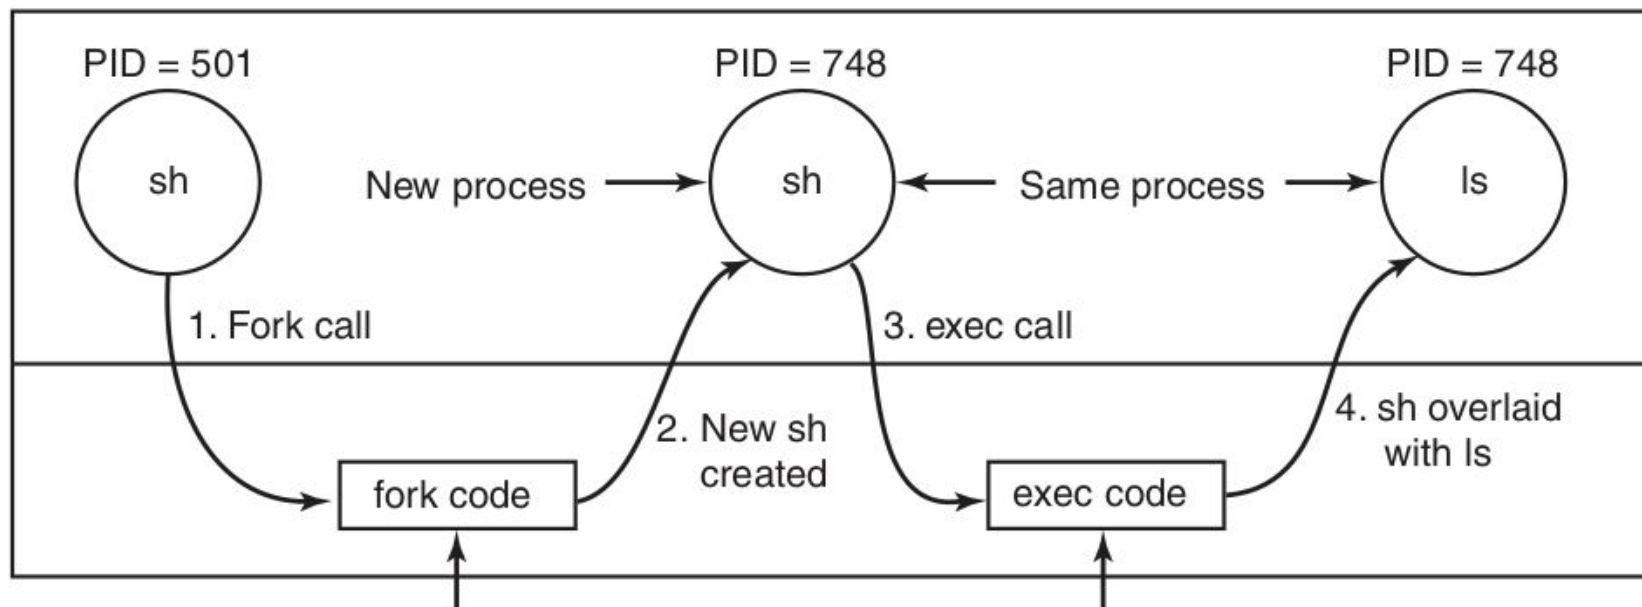 PID = 501
PID = 748
PID = 748
sh
New process
sh
Same process
ls
1. Fork call
3. exec call
2. New sh
created
4. sh overlaid
with ls
fork code
exec code